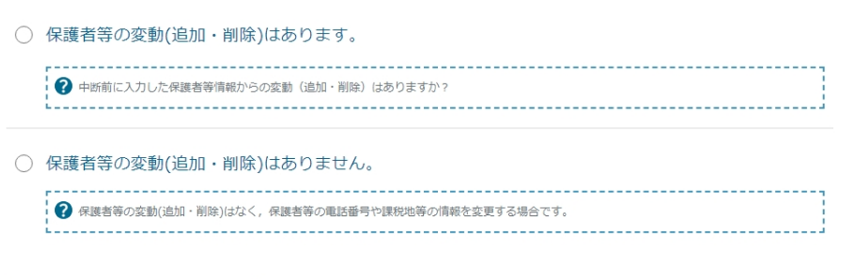 保護者等の変動(追加・削除)はあります。
? 中断前に入力した保護者等情報からの変動（追加・削除）はありますか？
保護者等の変動(追加・削除)はありません。
? 保護者等の変動(追加・削除)はなく，保護者等の電話番号や課税地等の情報を変更する場合です。